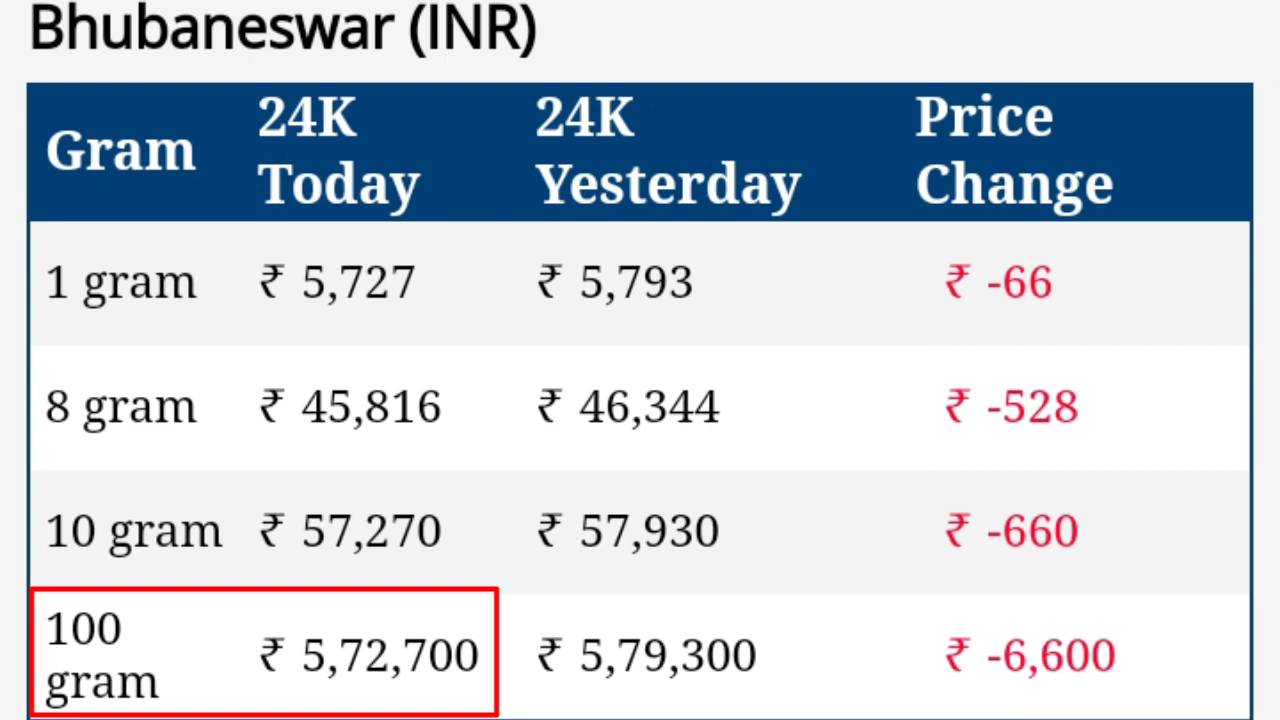 Bhubaneswar (INR)
Gram 24K Today 24K Yesterday Price Change
1 gram ₹ 5,727 ₹ 5,793 ₹ -66
8 gram ₹ 45,816 ₹ 46,344 ₹ -528
10 gram ₹ 57,270 ₹ 57,930 ₹ -660
100 gram ₹ 5,72,700 ₹ 5,79,300 ₹ -6,600